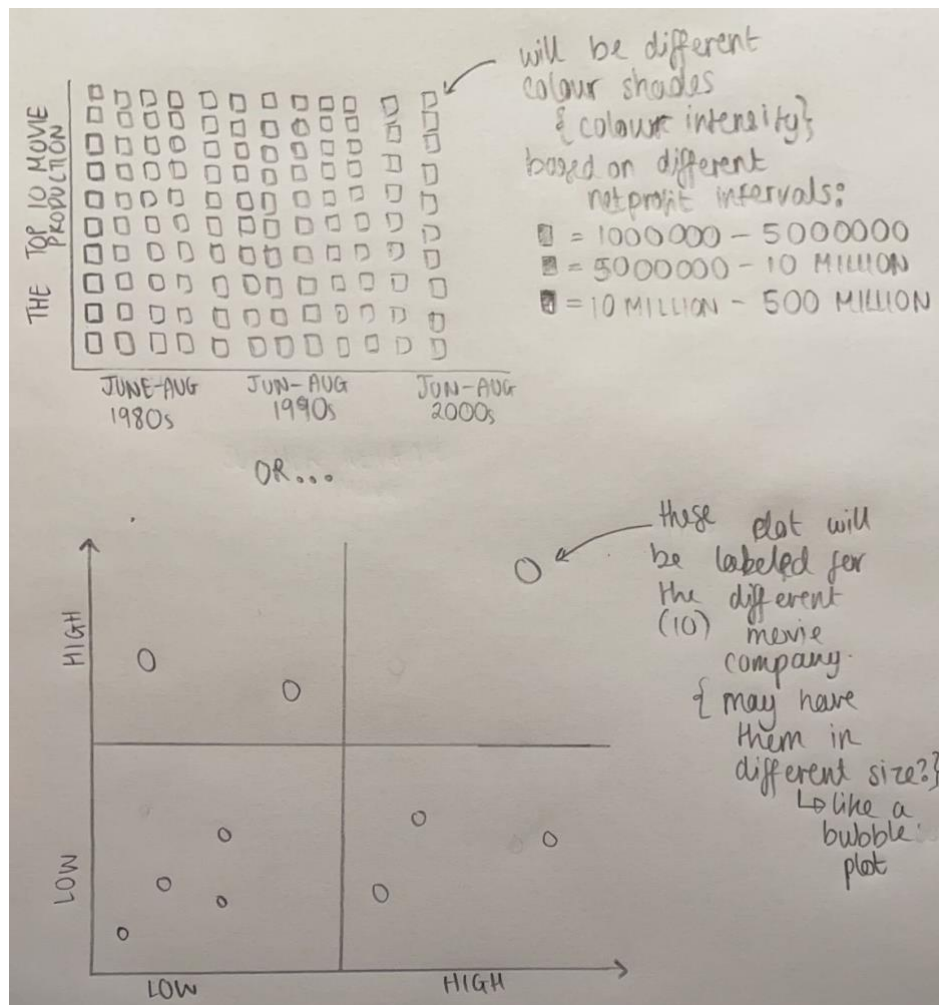 THE TOP 10 MOVIE
PRODUCTION
JUNE-AUG
1980s
JUN-AUG
1990s
JUN-AUG
2000s
will be different
colour shades
{colour intensity}
based on different
netprofit intervals:
= 1000000 - 5000000
= 5000000 - 10 MILLION
= 10 MILLION - 500 MILLION
OR...
HIGH
LOW
LOW
HIGH
these plot will
be labeled for
the different
(10) movie
company.
{may have
them in
different size?}
↳ like a
bubble
plot